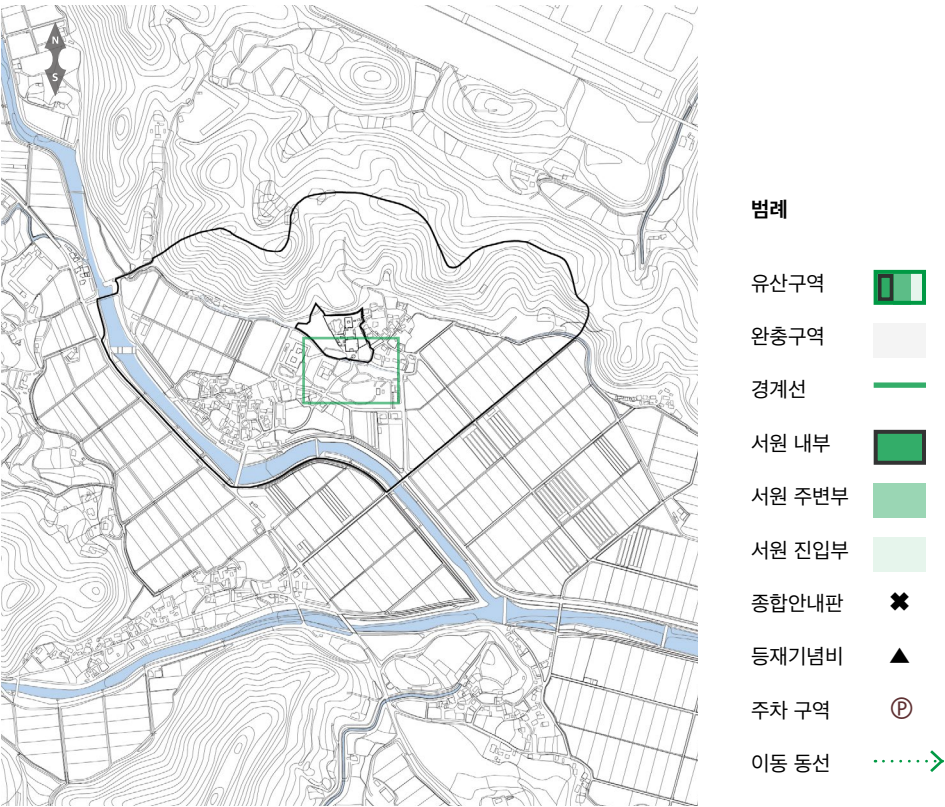 N
S
범례
유산구역
완충구역
경계선
서원 내부
서원 주변부
서원 진입부
종합안내판
등재기념비
주차 구역 Ⓟ
이동 동선